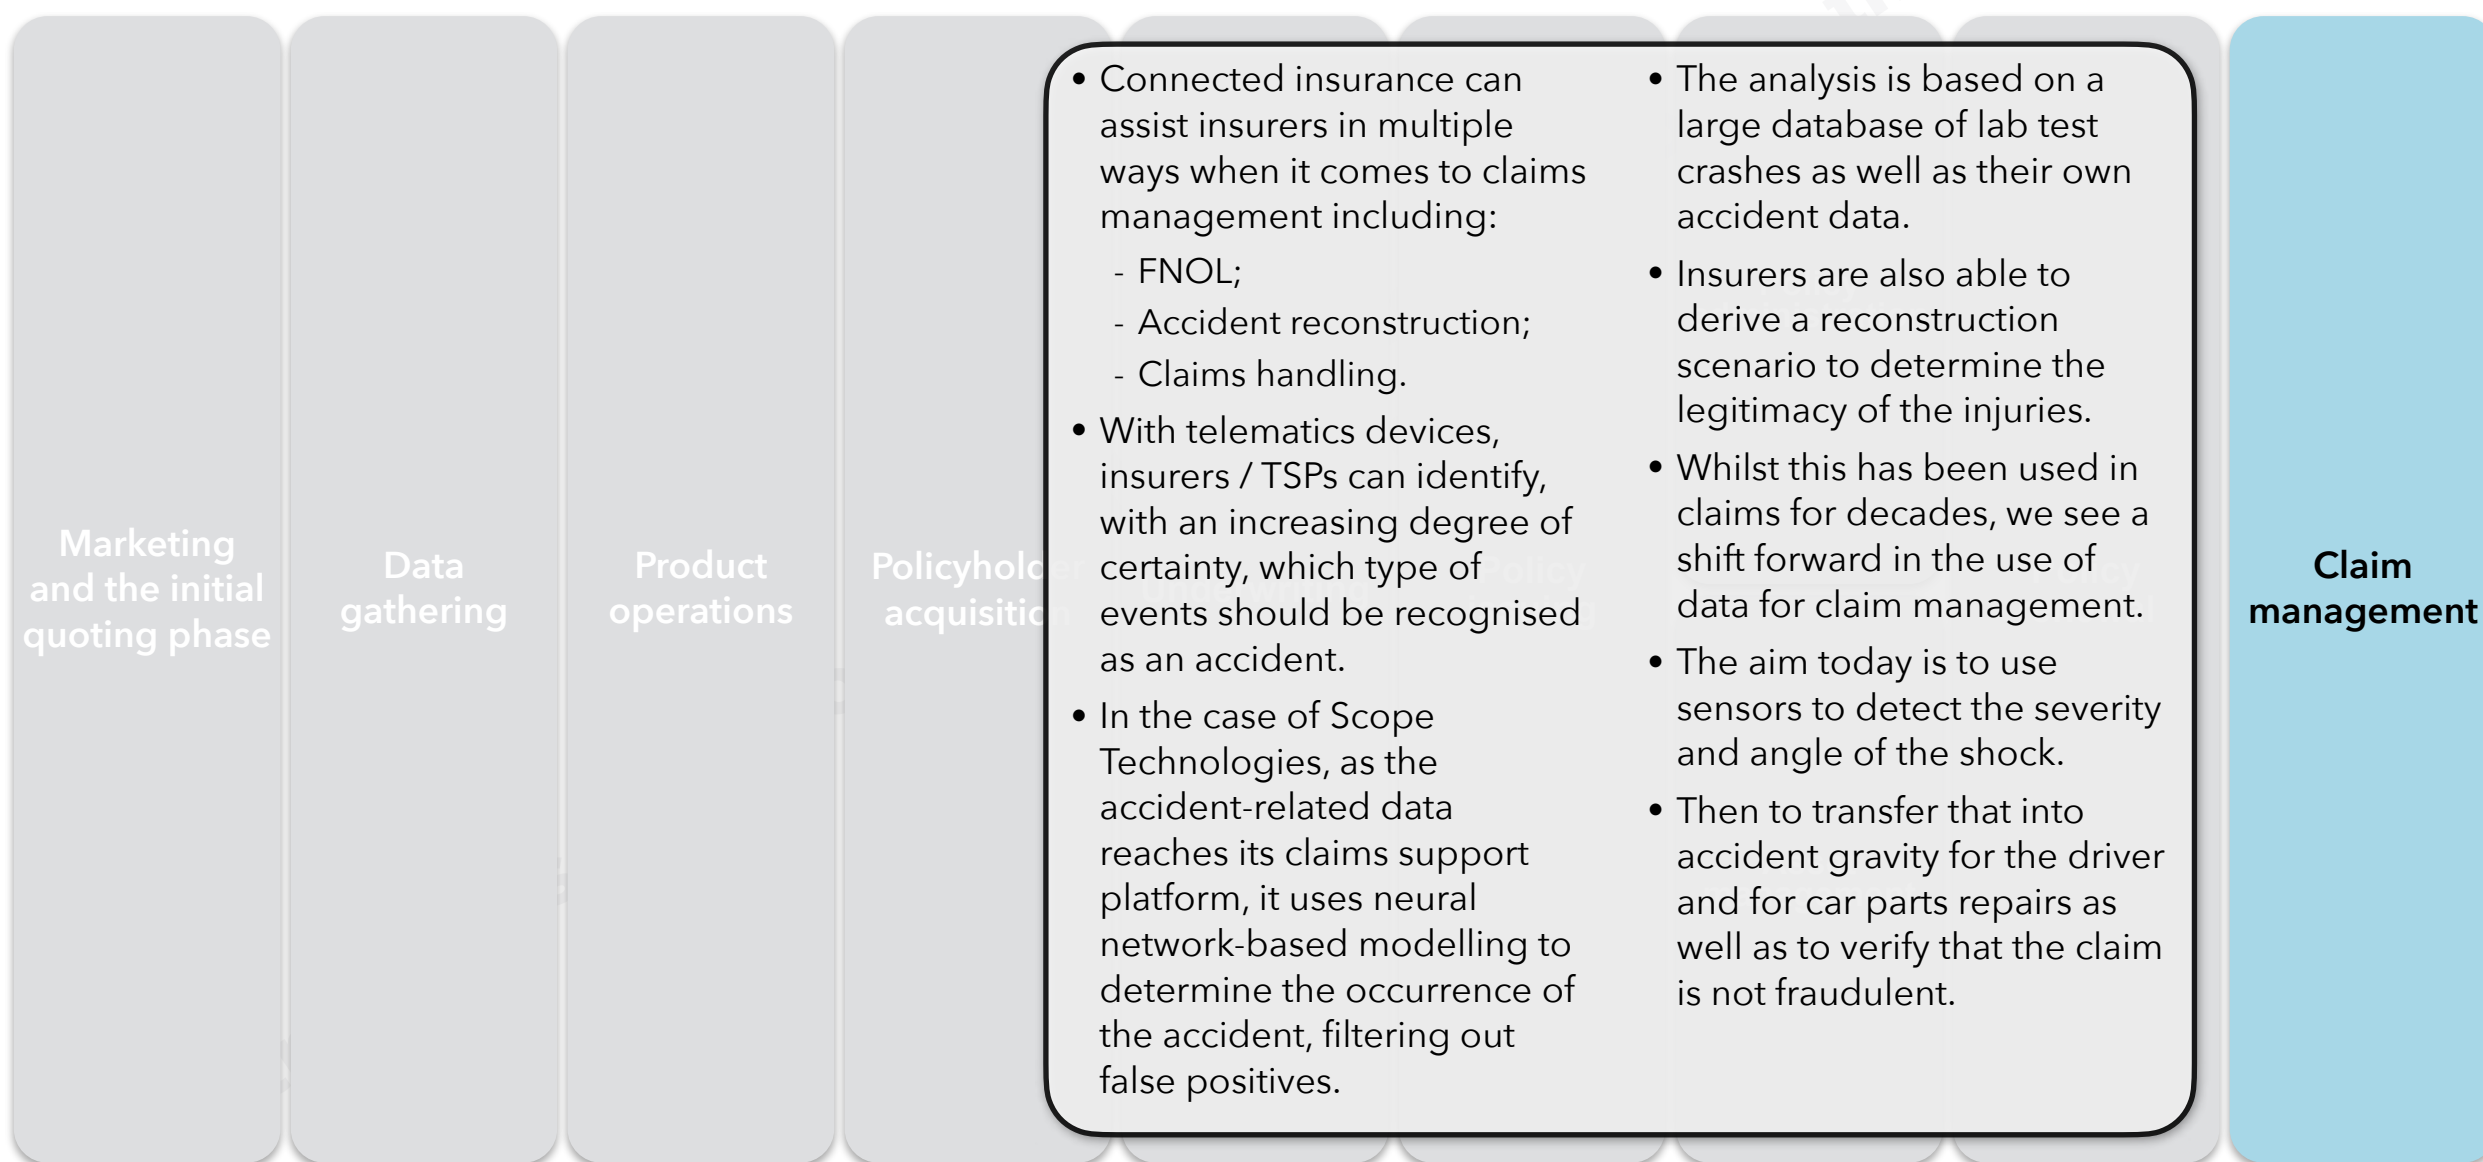 Marketing
and the initial
quoting phase
Data
gathering
Product
operations
Policyholder
acquisition
• Connected insurance can
assist insurers in multiple
ways when it comes to claims
management including:
- FNOL;
- Accident reconstruction;
- Claims handling.
• With telematics devices,
insurers / TSPs can identify,
with an increasing degree of
certainty, which type of
events should be recognised
as an accident.
• In the case of Scope
Technologies, as the
accident-related data
reaches its claims support
platform, it uses neural
network-based modelling to
determine the occurrence of
the accident, filtering out
false positives.
• The analysis is based on a
large database of lab test
crashes as well as their own
accident data.
• Insurers are also able to
derive a reconstruction
scenario to determine the
legitimacy of the injuries.
• Whilst this has been used in
claims for decades, we see a
shift forward in the use of
data for claim management.
• The aim today is to use
sensors to detect the severity
and angle of the shock.
• Then to transfer that into
accident gravity for the driver
and for car parts repairs as
well as to verify that the claim
is not fraudulent.
Policy
Claim
management